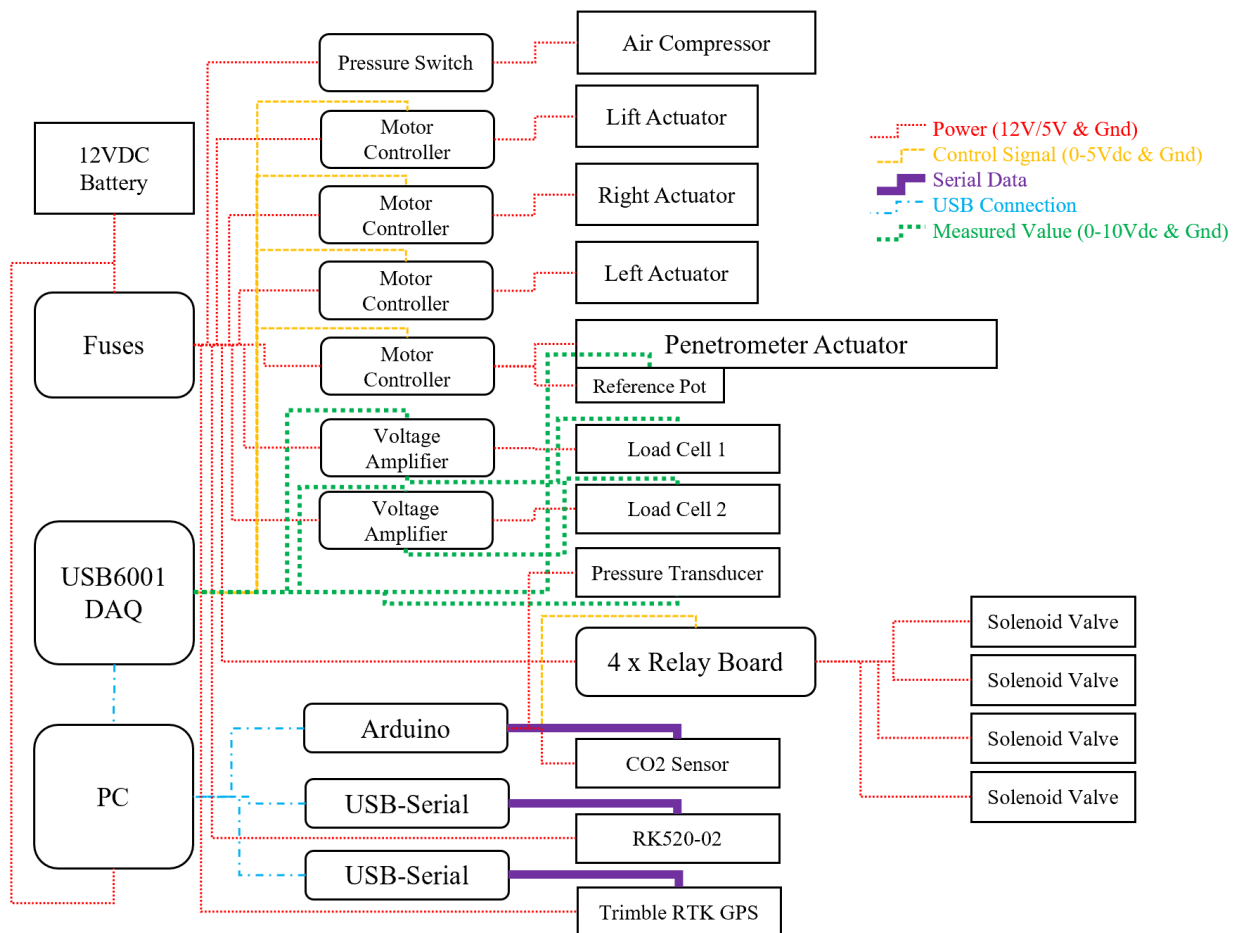 Air Compressor
Pressure Switch
Lift Actuator
Motor
Controller
12VDC
Battery
Power (12V/5V & Gnd)
Control Signal (0-5Vdc & Gnd)
Serial Data
USB Connection
Measured Value (0-10Vdc & Gnd)
Motor
Controller
Right Actuator
Motor
Controller
Left Actuator
Fuses
Motor
Controller
Penetrometer Actuator
Reference Pot
Voltage
Amplifier
Load Cell 1
Voltage
Amplifier
Load Cell 2
USB6001
DAQ
Pressure Transducer
4 x Relay Board
Solenoid Valve
Solenoid Valve
Solenoid Valve
Solenoid Valve
Arduino
CO2 Sensor
PC
USB-Serial
RK520-02
USB-Serial
Trimble RTK GPS